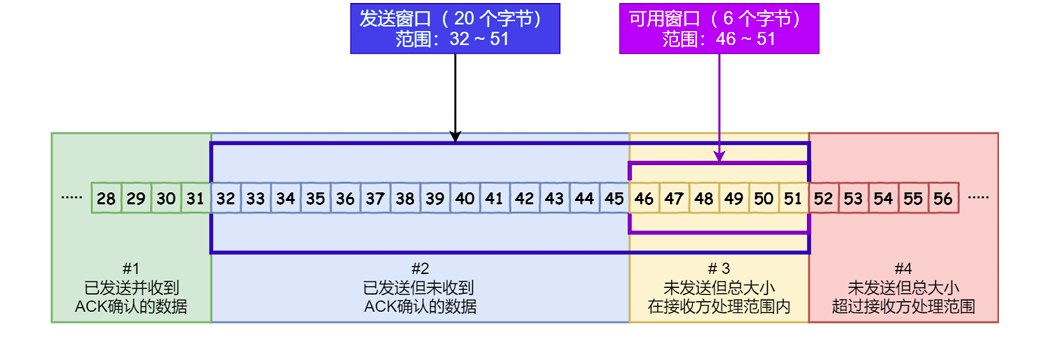 发送窗口（ 20 个字节）
范围：32 ~ 51
可用窗口（ 6 个字节）
范围：46 ~ 51
····· 28 29 30 31 32 33 34 35 36 37 38 39 40 41 42 43 44 45 46 47 48 49 50 51 52 53 54 55 56 ·····
#1
已发送并收到
ACK确认的数据
#2
已发送但未收到
ACK确认的数据
# 3
未发送但总大小
在接收方处理范围内
#4
未发送但总大小
超过接收方处理范围